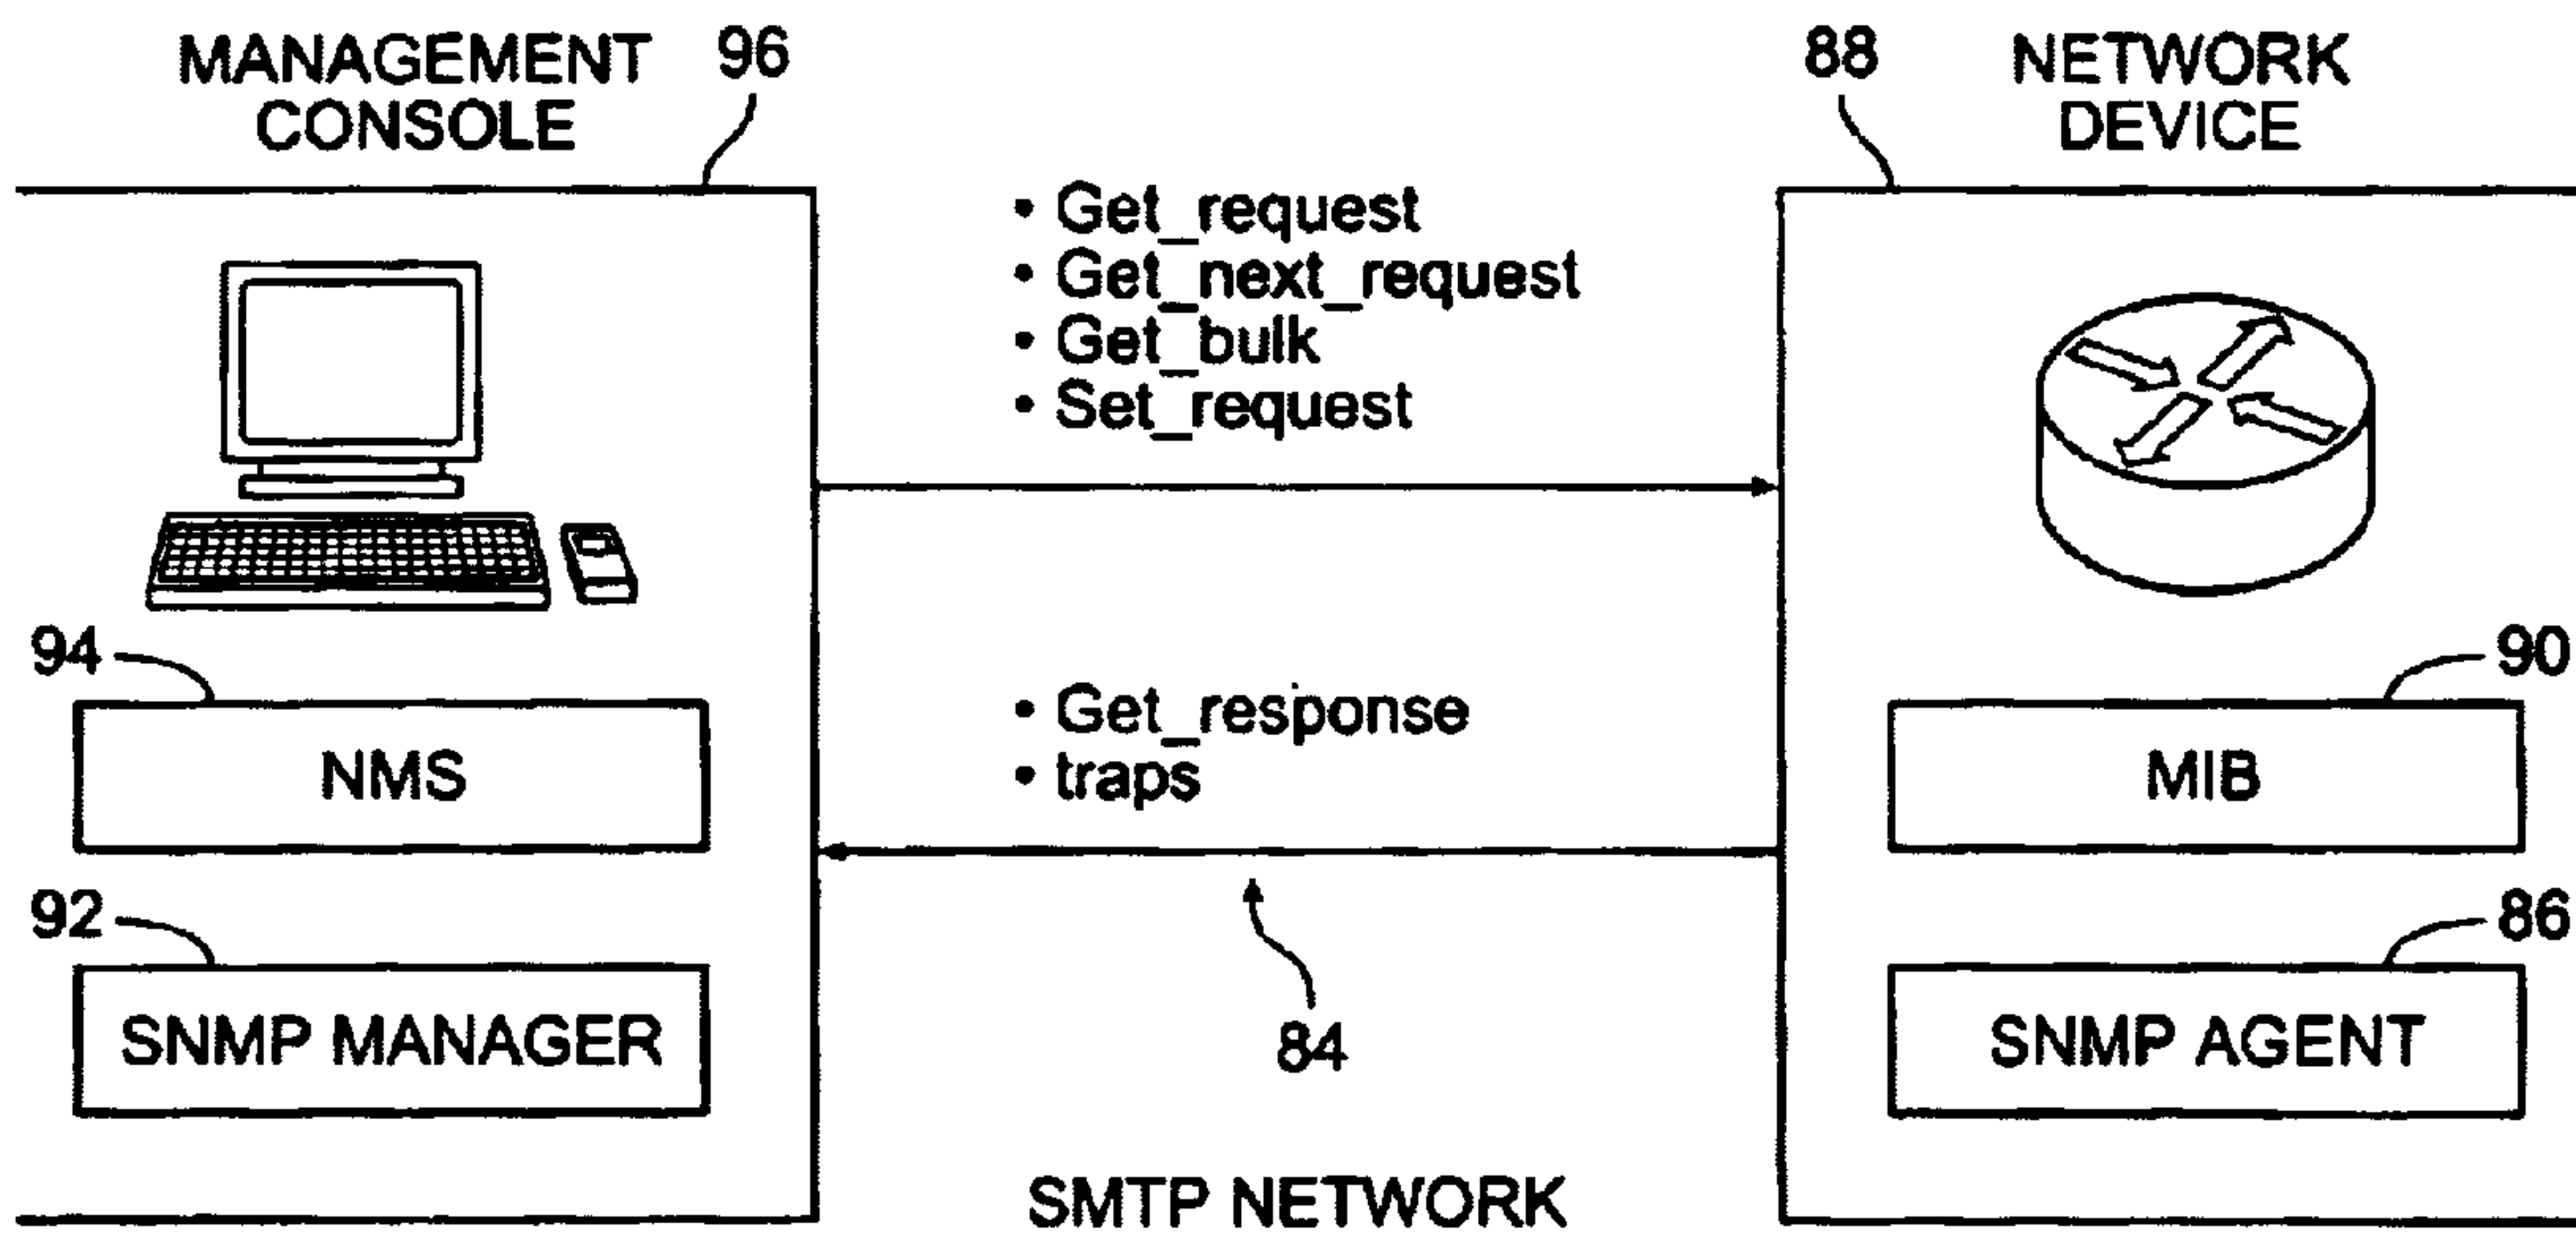 MANAGEMENT
CONSOLE
96
88
NETWORK
DEVICE
• Get_request
• Get_next_request
• Get_bulk
• Set_request
94
NMS
92
SNMP MANAGER
• Get_response
• traps
84
SMTP NETWORK
90
MIB
86
SNMP AGENT